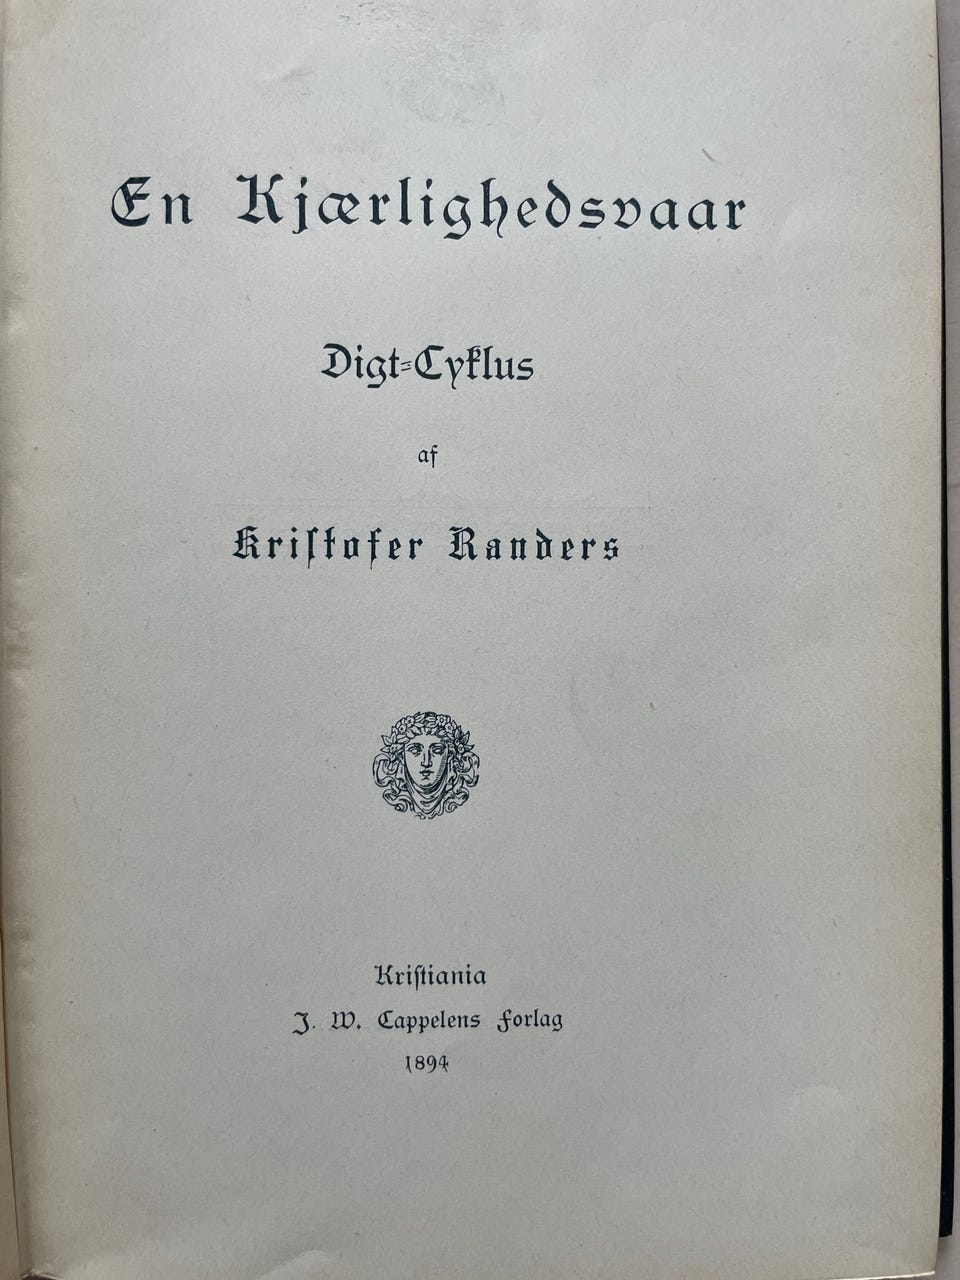 En Kjærlighedsvaar
Digt-Cyklus
af
Kristofer Randers
Kristiania
J. W. Cappelens Forlag
1894